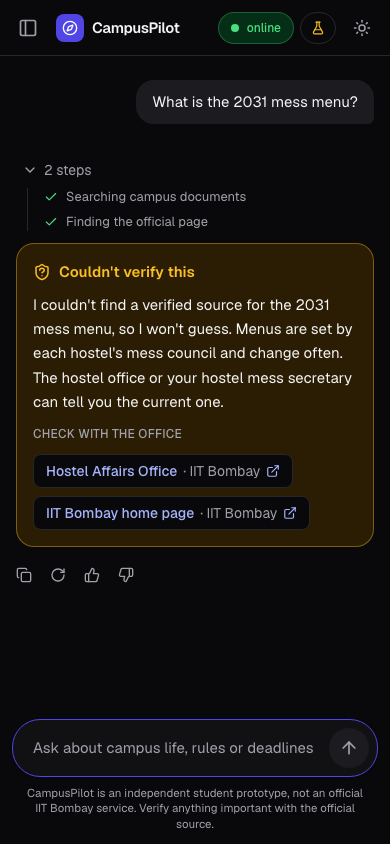 CampusPilot
online
What is the 2031 mess menu?
2 steps
Searching campus documents
Finding the official page
Couldn't verify this
I couldn't find a verified source for the 2031
mess menu, so I won't guess. Menus are set by
each hostel's mess council and change often.
The hostel office or your hostel mess secretary
can tell you the current one.
CHECK WITH THE OFFICE
Hostel Affairs Office · IIT Bombay
IIT Bombay home page · IIT Bombay
Ask about campus life, rules or deadlines
CampusPilot is an independent student prototype, not an official
IIT Bombay service. Verify anything important with the official
source.